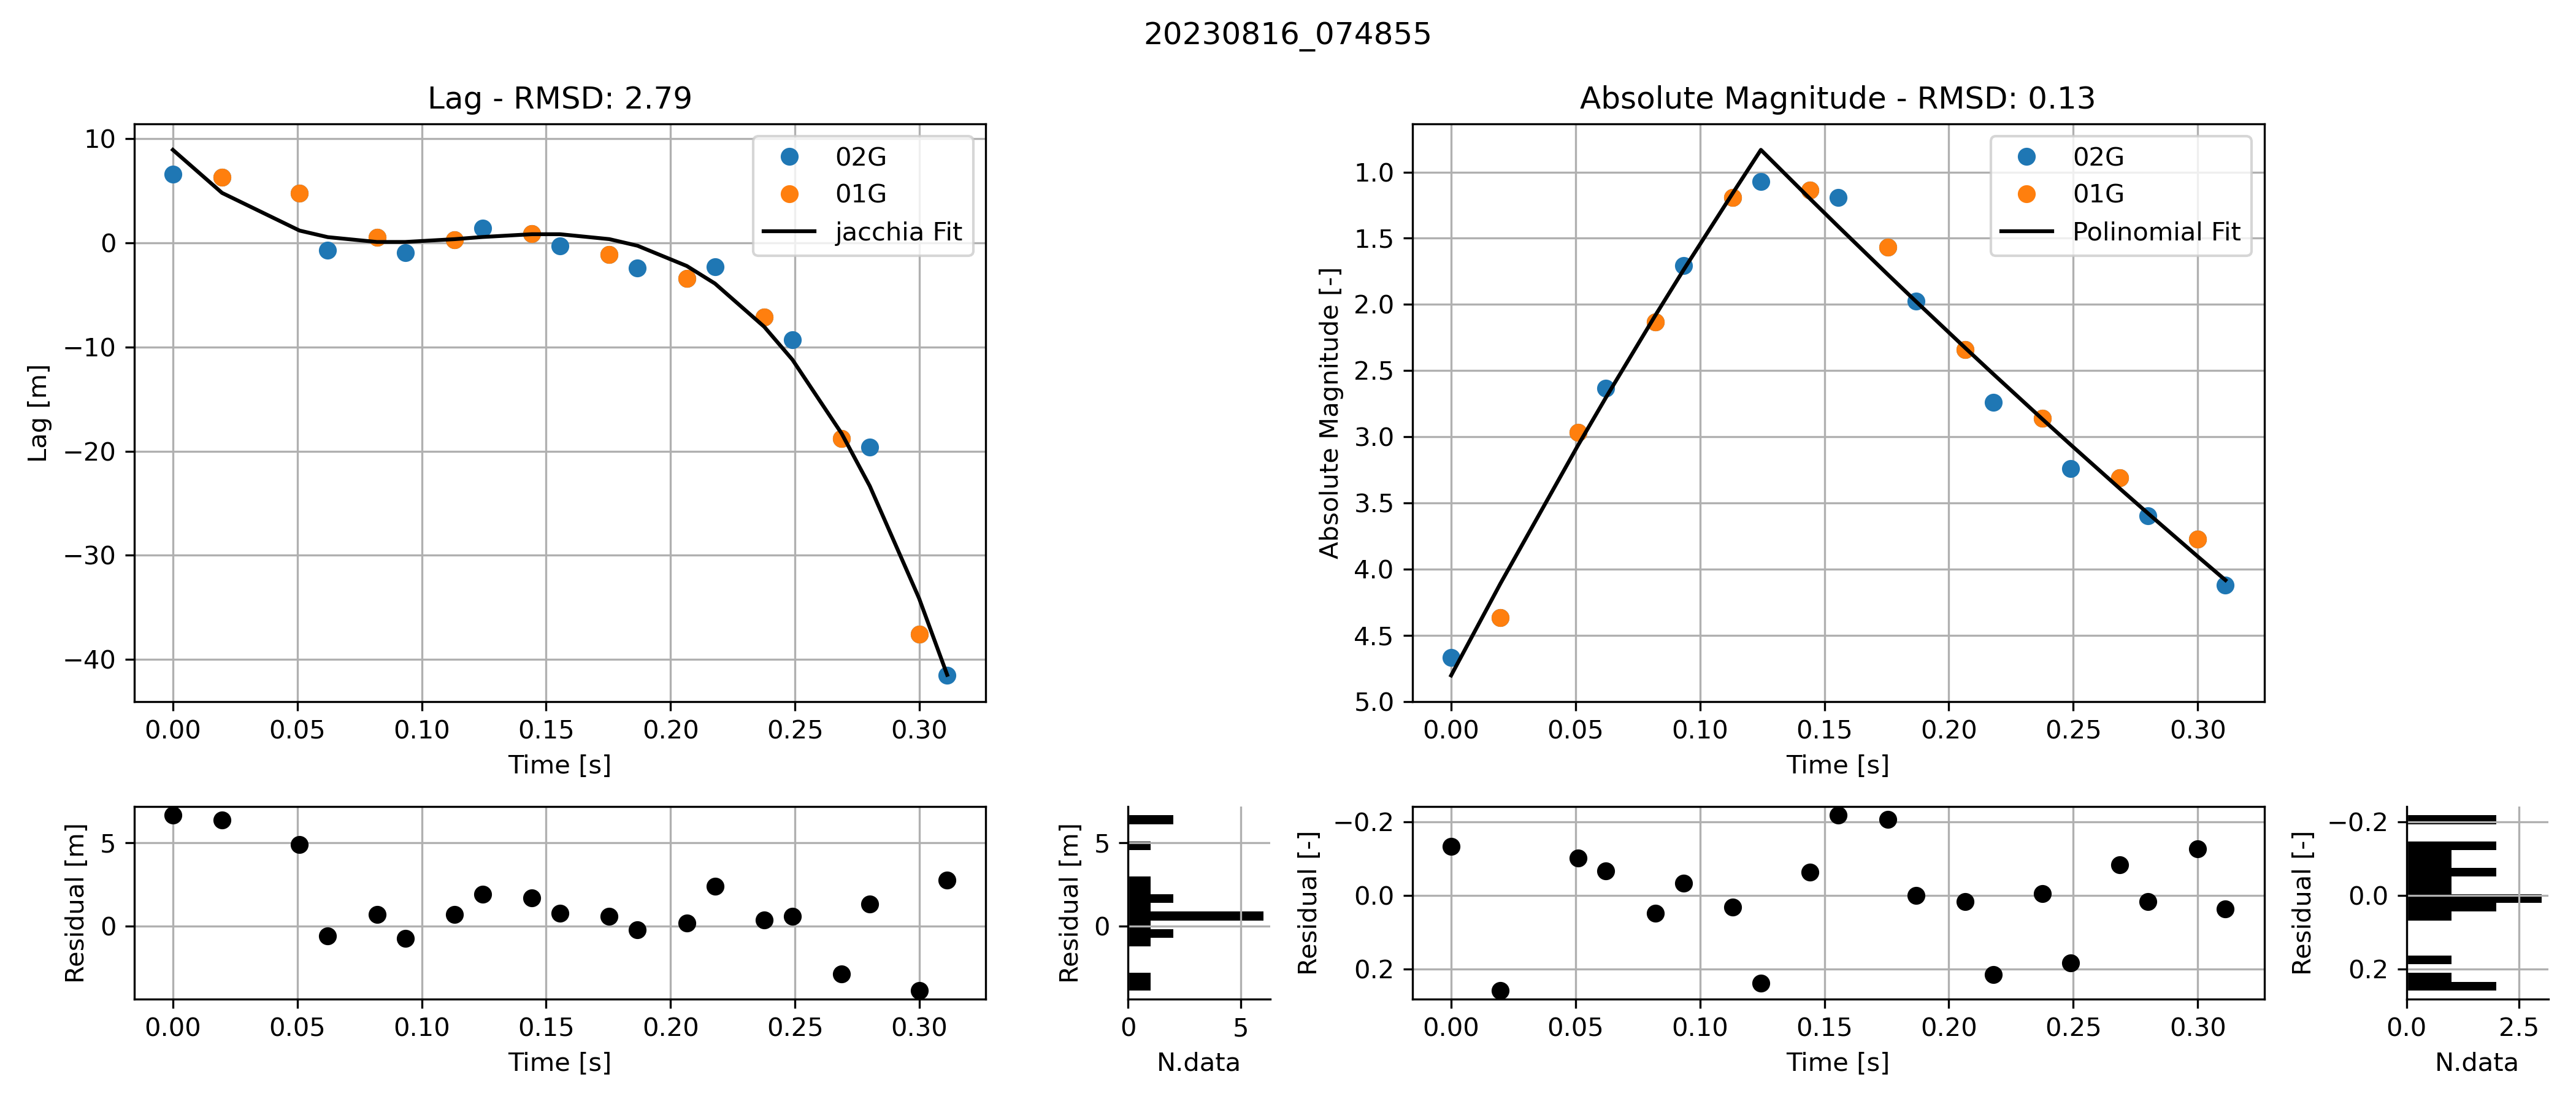 20230816_074855
Lag - RMSD: 2.79
10
0
−10
−20
−30
−40
Lag [m]
02G
01G
jacchia Fit
0.00 0.05 0.10 0.15 0.20 0.25 0.30
Time [s]
Absolute Magnitude - RMSD: 0.13
1.0
1.5
2.0
2.5
3.0
3.5
4.0
4.5
5.0
Absolute Magnitude [-]
02G
01G
Polinomial Fit
0.00 0.05 0.10 0.15 0.20 0.25 0.30
Time [s]
5
0
Residual [m]
0.00 0.05 0.10 0.15 0.20 0.25 0.30
Time [s]
5
0
Residual [m]
0 5
N.data
−0.2
0.0
0.2
Residual [-]
0.00 0.05 0.10 0.15 0.20 0.25 0.30
Time [s]
−0.2
0.0
0.2
Residual [-]
0.0 2.5
N.data